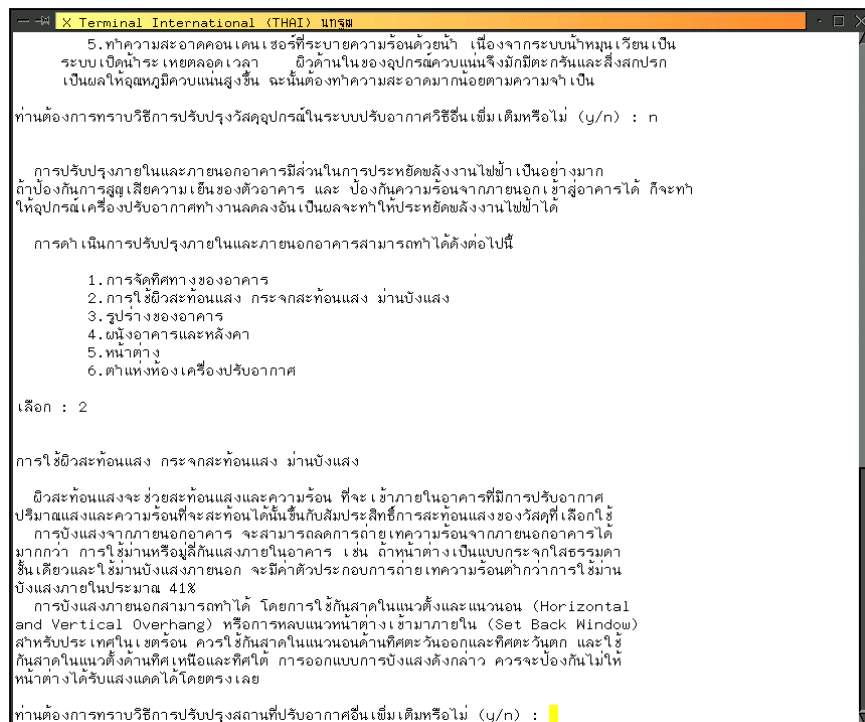 X Terminal International (THAI) นทจผ
5.ทำความสะอาดคอนเดนเซอร์ที่ระบายความร้อนด้วยน้ำ เนื่องจากระบบน้ำหมุนเวียนเป็น
ระบบเปิดน้ำระเหยตลอดเวลา ผิวด้านในของอุปกรณ์ควบแน่นจึงมักมีตะกรันและสิ่งสกปรก
เป็นผลให้อุณหภูมิควบแน่นสูงขึ้น ฉะนั้นต้องทำความสะอาดมากน้อยตามความจำเป็น
ท่านต้องการทราบวิธีการปรับปรุงวัสดุอุปกรณ์ในระบบปรับอากาศวิธีอื่นเพิ่มเติมหรือไม่ (y/n) : n
การปรับปรุงภายในและภายนอกอาคารมีส่วนในการประหยัดพลังงานไฟฟ้าเป็นอย่างมาก
ถ้าป้องกันการสูญเสียความเย็นของตัวอาคาร และ ป้องกันความร้อนจากภายนอกเข้าสู่อาคารได้ ก็จะทำ
ให้อุปกรณ์เครื่องปรับอากาศทำงานลดลงอันเป็นผลจะทำให้ประหยัดพลังงานไฟฟ้าได้
การดำเนินการปรับปรุงภายในและภายนอกอาคารสามารถทำได้ดังต่อไปนี้
1.การจัดทิศทางของอาคาร
2.การใช้ผิวสะท้อนแสง กระจกสะท้อนแสง ม่านบังแสง
3.รูปร่างของอาคาร
4.ผนังอาคารและหลังคา
5.หน้าต่าง
6.ตำแหน่งห้องเครื่องปรับอากาศ
เลือก : 2
การใช้ผิวสะท้อนแสง กระจกสะท้อนแสง ม่านบังแสง
ผิวสะท้อนแสงจะช่วยสะท้อนแสงและความร้อน ที่จะเข้าภายในอาคารที่มีการปรับอากาศ
ปริมาณแสงและความร้อนที่จะสะท้อนได้นั้นขึ้นกับสัมประสิทธิ์การสะท้อนแสงของวัสดุที่เลือกใช้
การบังแสงจากภายนอกอาคาร จะสามารถลดการถ่ายเทความร้อนจากภายนอกอาคารได้
มากกว่า การใช้ม่านหรือมู่ลี่กันแสงภายในอาคาร เช่น ถ้าหน้าต่างเป็นแบบกระจกใสธรรมดา
ชั้นเดียวและใช้ม่านบังแสงภายนอก จะมีค่าตัวประกอบการถ่ายเทความร้อนต่ำกว่าการใช้ม่าน
บังแสงภายในประมาณ 41%
การบังแสงภายนอกสามารถทำได้ โดยการใช้กันสาดในแนวตั้งและแนวนอน (Horizontal
and Vertical Overhang) หรือการหลบแนวหน้าต่างเข้ามาภายใน (Set Back Window)
สำหรับประเทศในเขตร้อน ควรใช้กันสาดในแนวนอนด้านทิศตะวันออกและทิศตะวันตก และใช้
กันสาดในแนวตั้งด้านทิศเหนือและทิศใต้ การออกแบบการบังแสงดังกล่าว ควรจะป้องกันไม่ให้
หน้าต่างได้รับแสงแดดได้โดยตรงเลย
ท่านต้องการทราบวิธีการปรับปรุงสถานที่ปรับอากาศอื่นเพิ่มเติมหรือไม่ (y/n) :